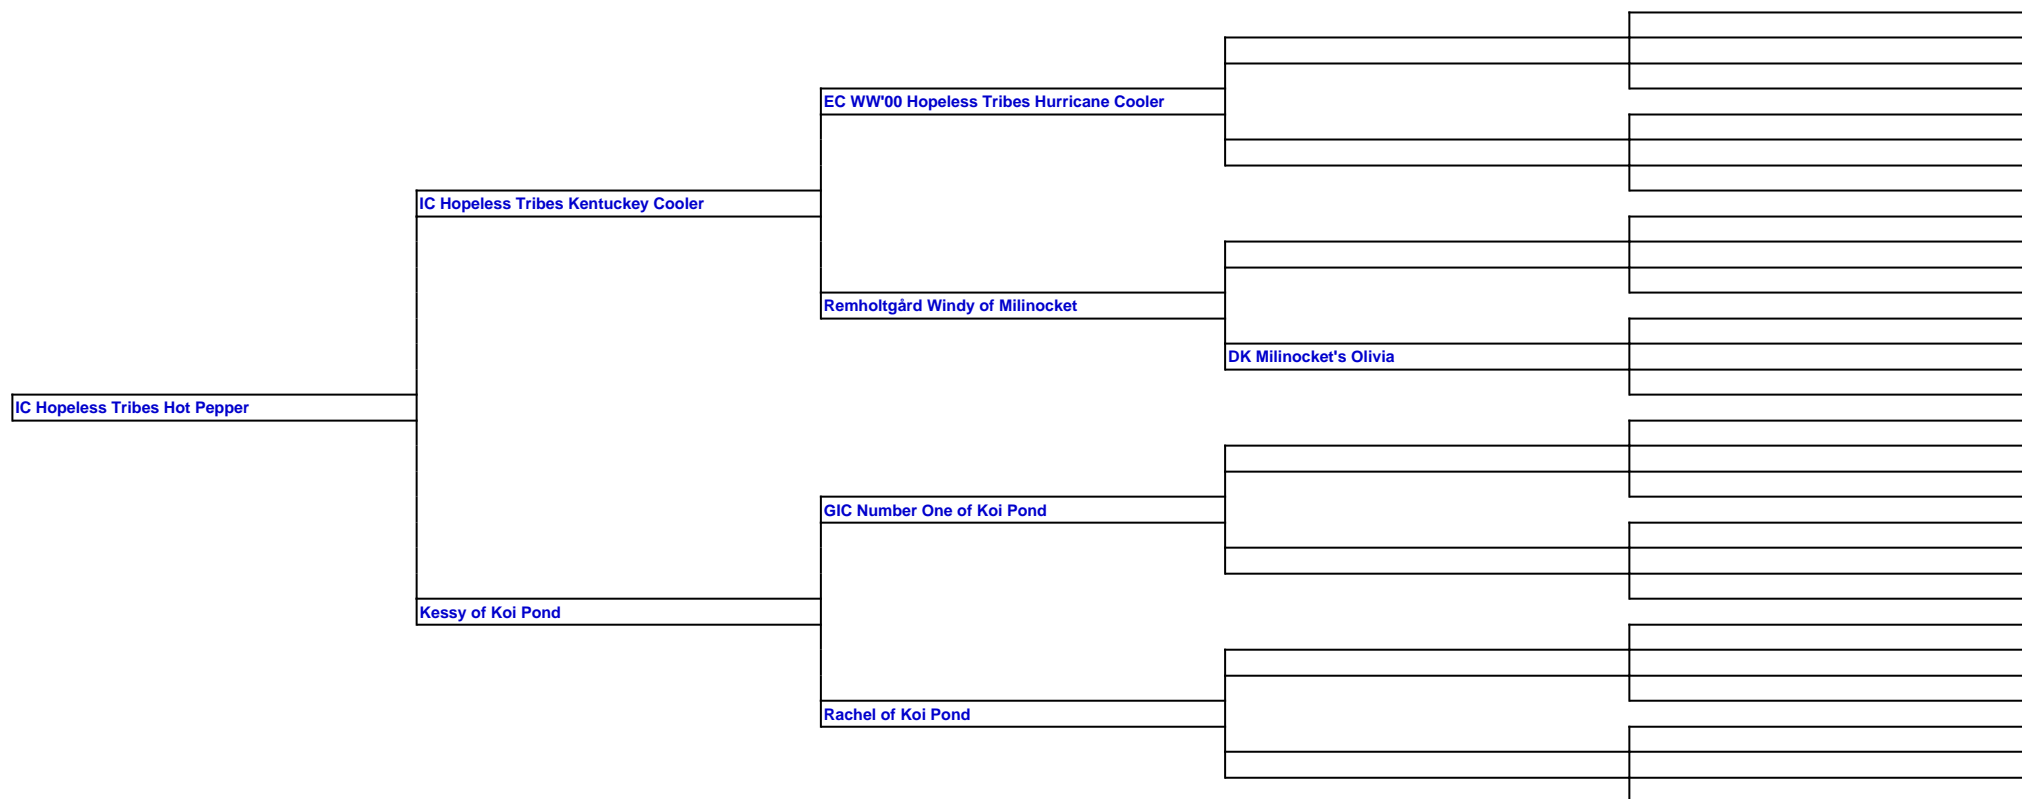 EC WW'00 Hopeless Tribes Hurricane Cooler
IC Hopeless Tribes Kentuckey Cooler
Remholtgård Windy of Milinocket
DK Milinocket's Olivia
IC Hopeless Tribes Hot Pepper
GIC Number One of Koi Pond
Kessy of Koi Pond
Rachel of Koi Pond